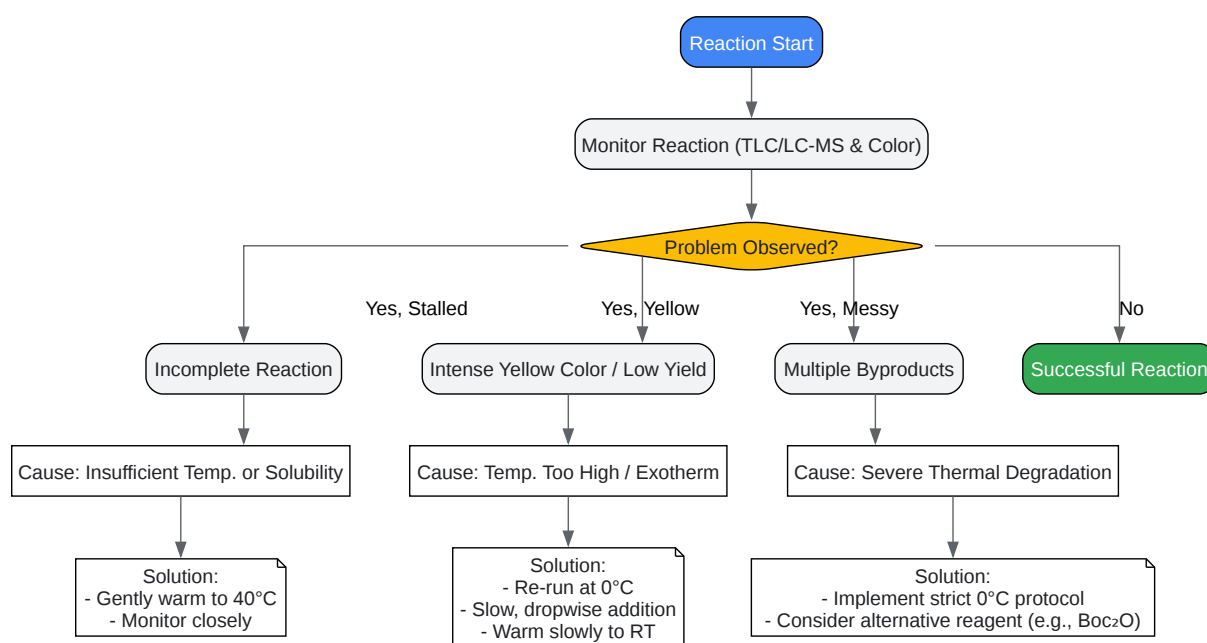 Reaction Start
Monitor Reaction (TLC/LC-MS & Color)
Problem Observed?
Yes, Stalled
Yes, Yellow
Yes, Messy
No
Incomplete Reaction
Intense Yellow Color / Low Yield
Multiple Byproducts
Successful Reaction
Cause: Insufficient Temp. or Solubility
Cause: Temp. Too High / Exotherm
Cause: Severe Thermal Degradation
Solution:
- Gently warm to 40°C
- Monitor closely
Solution:
- Re-run at 0°C
- Slow, dropwise addition
- Warm slowly to RT
Solution:
- Implement strict 0°C protocol
- Consider alternative reagent (e.g., Boc₂O)